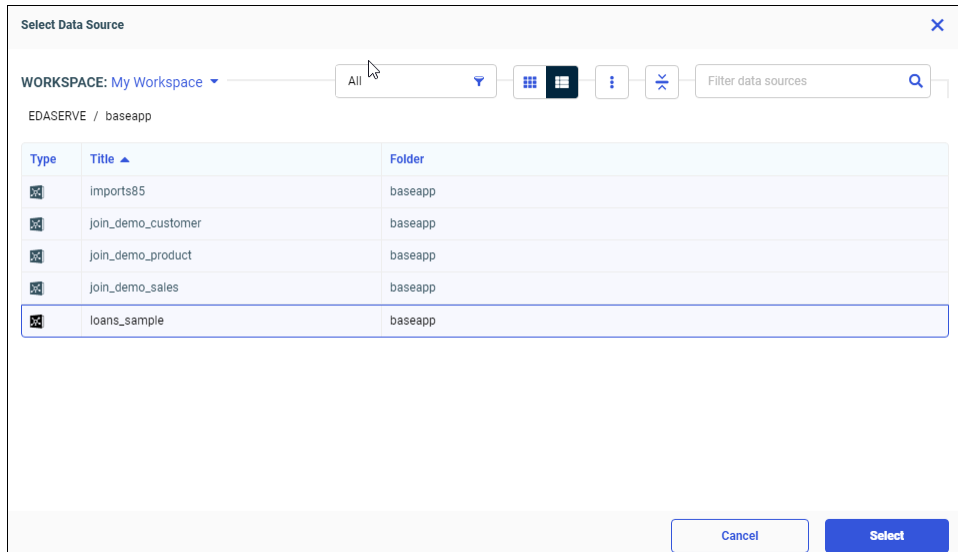 Select Data Source
WORKSPACE: My Workspace
All
Filter data sources
EDASERVE / baseapp
Type Title Folder
imports85 baseapp
join_demo_customer baseapp
join_demo_product baseapp
join_demo_sales baseapp
loans_sample baseapp
Cancel Select